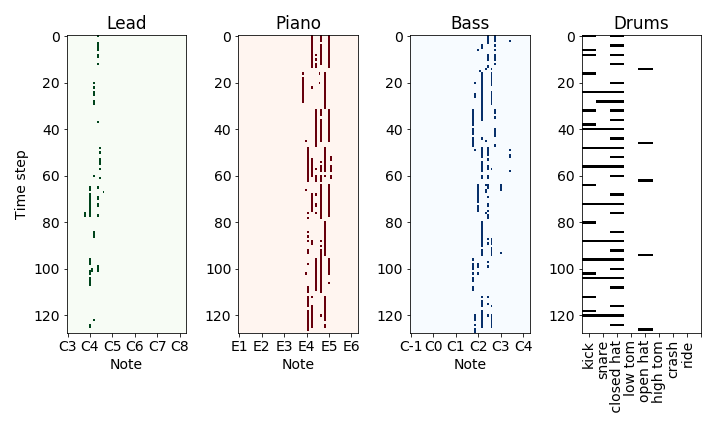 Lead Piano Bass Drums
0 0 0 0
20 20 20 20
40 40 40 40
60 60 60 60
80 80 80 80
100 100 100 100
120 120 120 120
Time step
C3 C4 C5 C6 C7 C8
Note
E1 E2 E3 E4 E5 E6
Note
C-1 C0 C1 C2 C3 C4
Note
kick
snare
closed hat
low tom
open hat
high tom
crash
ride